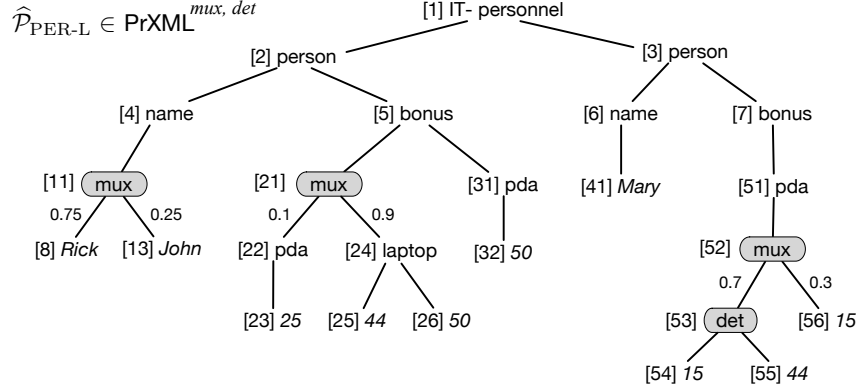 P̂PER-L ∈ PrXML^mux, det
[1] IT- personnel
[2] person [3] person
[4] name [5] bonus [6] name [7] bonus
[11] mux [21] mux [31] pda [41] Mary [51] pda
0.75 0.25 0.1 0.9
[8] Rick [13] John [22] pda [24] laptop [32] 50 [52] mux
0.7 0.3
[23] 25 [25] 44 [26] 50 [53] det [56] 15
[54] 15 [55] 44